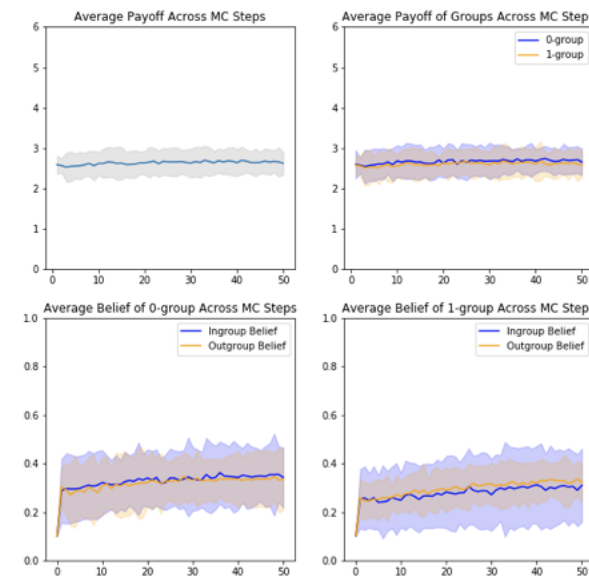 Average Payoff Across MC Steps
6
5
4
3
2
1
0
0 10 20 30 40 50
Average Payoff of Groups Across MC Step
0-group
1-group
6
5
4
3
2
1
0
0 10 20 30 40 50
Average Belief of 0-group Across MC Steps
Ingroup Belief
Outgroup Belief
1.0
0.8
0.6
0.4
0.2
0.0
0 10 20 30 40 50
Average Belief of 1-group Across MC Step
Ingroup Belief
Outgroup Belief
1.0
0.8
0.6
0.4
0.2
0.0
0 10 20 30 40 50